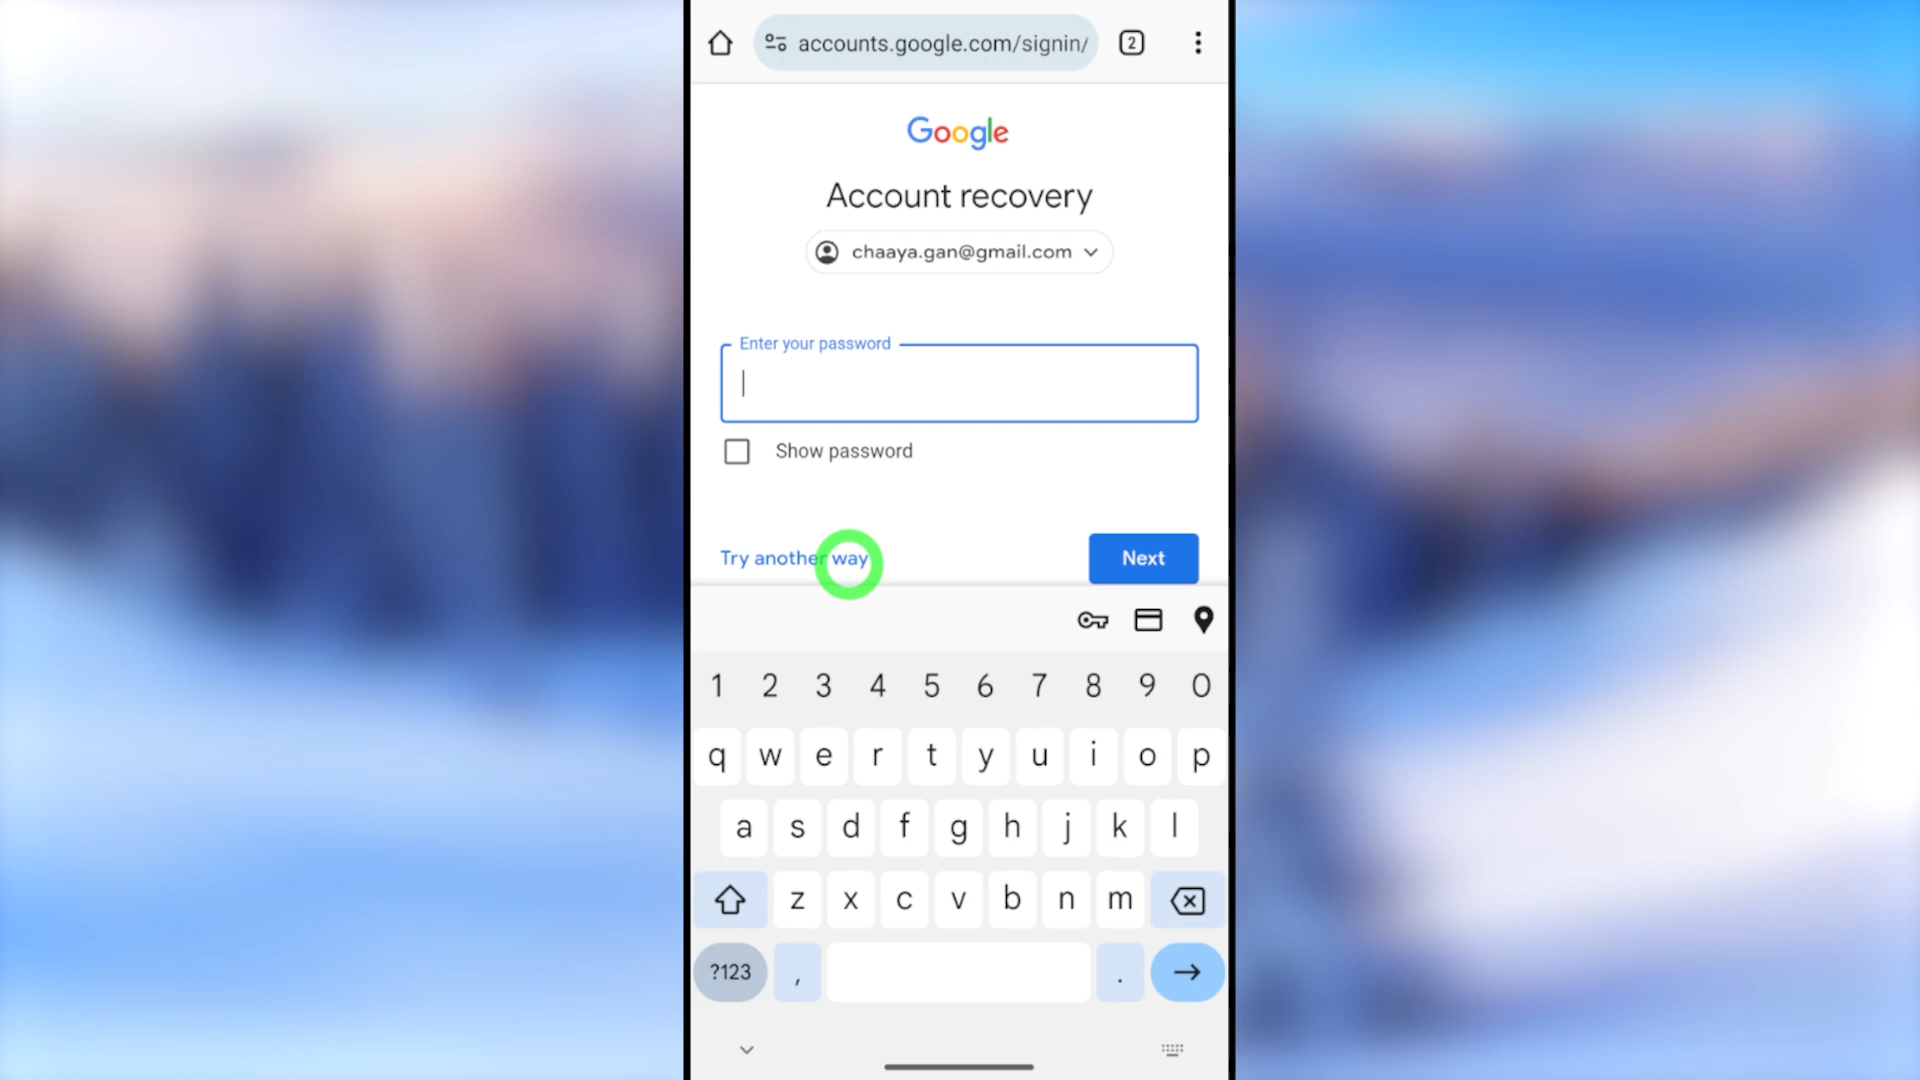 accounts.google.com/signin/
2
Google
Account recovery
chaaya.gan@gmail.com
Enter your password
Show password
Try another way
Next
1 2 3 4 5 6 7 8 9 0
q w e r t y u i o p
a s d f g h j k l
z x c v b n m
?123 , .